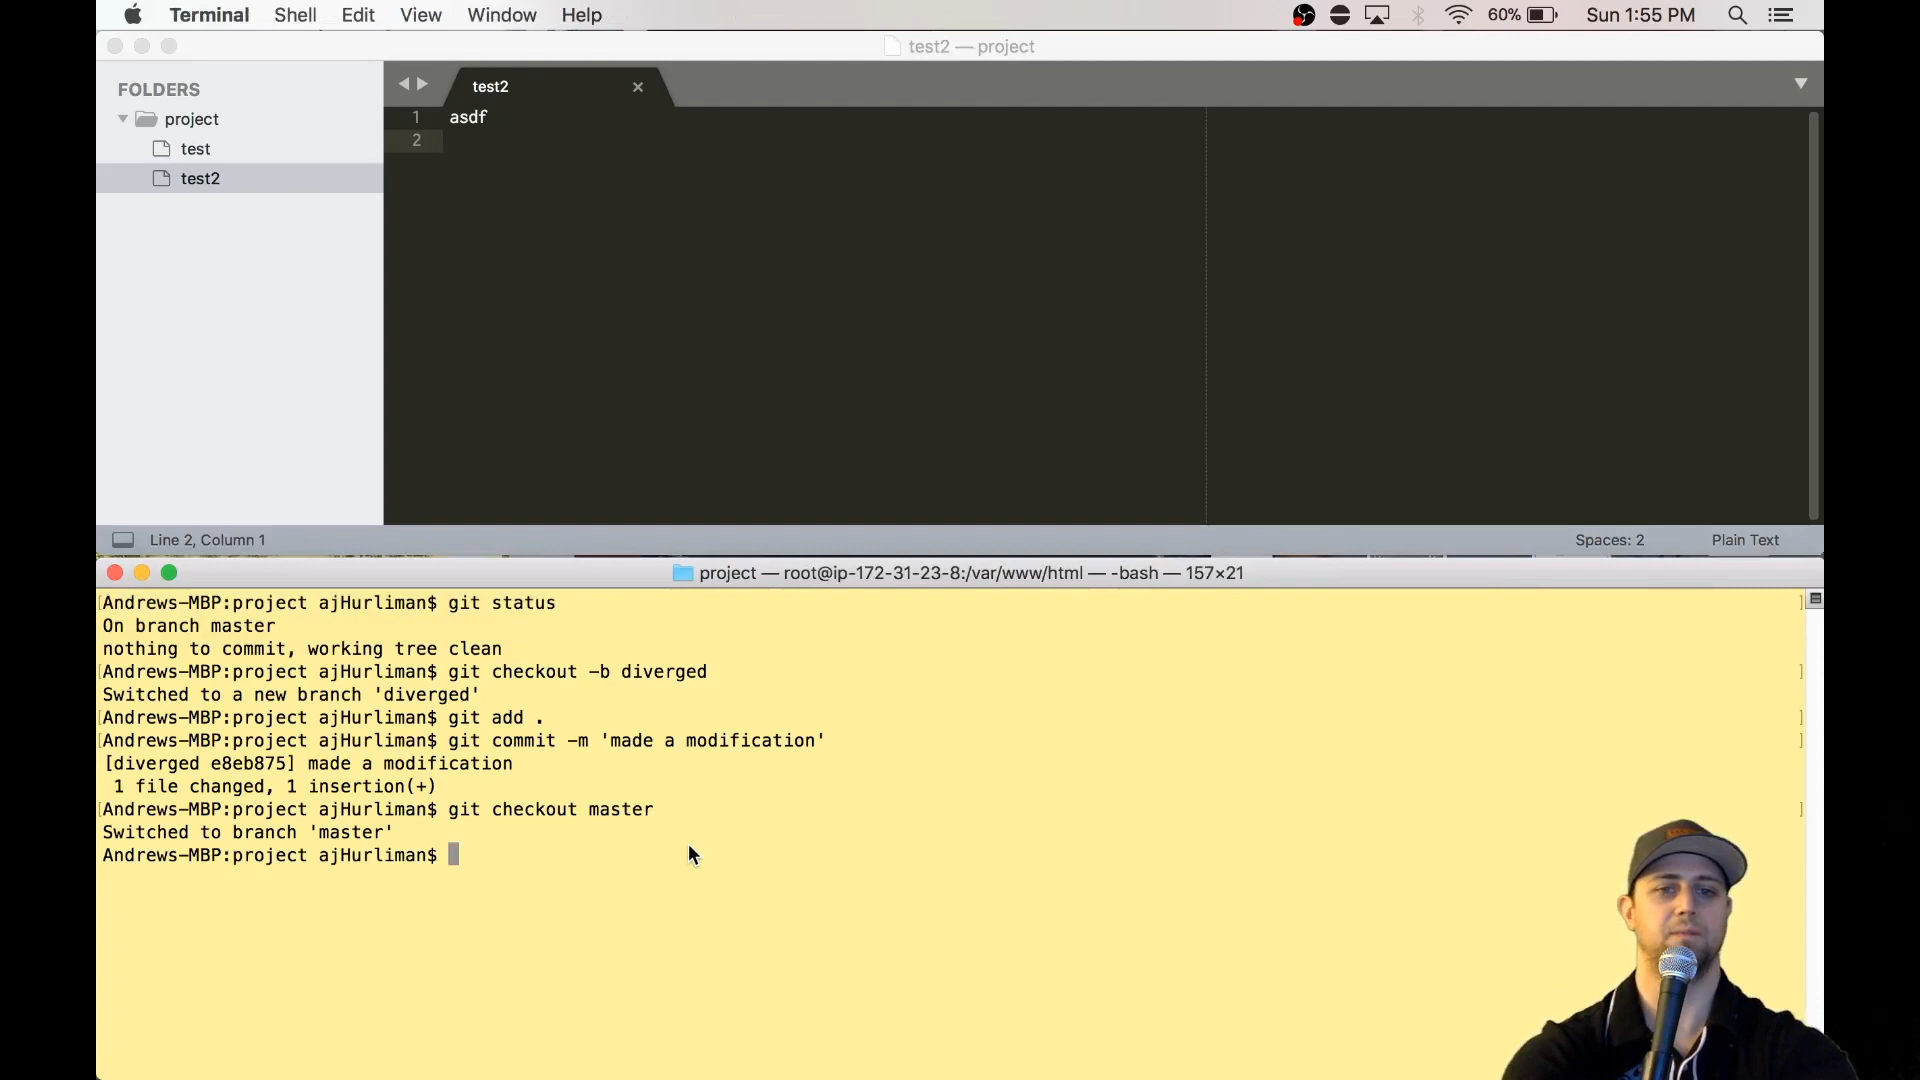 Terminal Shell Edit View Window Help 60% Sun 1:55 PM
test2 — project
FOLDERS
project
test
test2
test2
1 asdf
2
Line 2, Column 1 Spaces: 2 Plain Text
project — root@ip-172-31-23-8:/var/www/html — -bash — 157×21
[Andrews-MBP:project ajHurliman$ git status ]
On branch master
nothing to commit, working tree clean
[Andrews-MBP:project ajHurliman$ git checkout -b diverged ]
Switched to a new branch 'diverged'
[Andrews-MBP:project ajHurliman$ git add . ]
[Andrews-MBP:project ajHurliman$ git commit -m 'made a modification' ]
[diverged e8eb875] made a modification
1 file changed, 1 insertion(+)
[Andrews-MBP:project ajHurliman$ git checkout master ]
Switched to branch 'master'
Andrews-MBP:project ajHurliman$